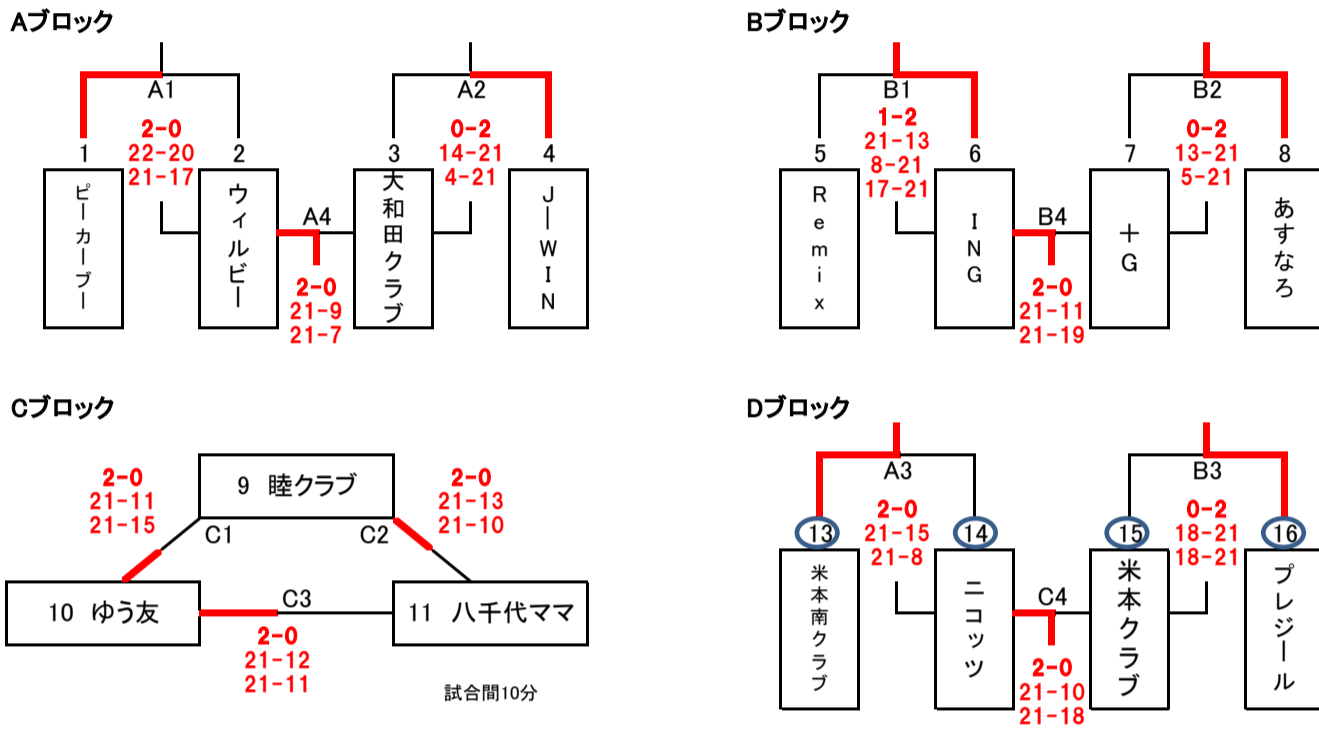 Aブロック
A1
2-0
22-20
21-17
A2
0-2
14-21
4-21
1
2
3
4
ピーカーブー
ウィルビー
大和田クラブ
J―WIN
A4
2-0
21-9
21-7
Bブロック
B1
1-2
21-13
8-21
17-21
B2
0-2
13-21
5-21
5
6
7
8
Remix
ING
+G
あすなろ
B4
2-0
21-11
21-19
Cブロック
9 睦クラブ
2-0
21-11
21-15
C1
2-0
21-13
21-10
C2
10 ゆう友
C3
11 八千代ママ
2-0
21-12
21-11
試合間10分
Dブロック
A3
2-0
21-15
21-8
B3
0-2
18-21
18-21
13
14
15
16
米本南クラブ
ニコッツ
米本クラブ
プレジール
C4
2-0
21-10
21-18